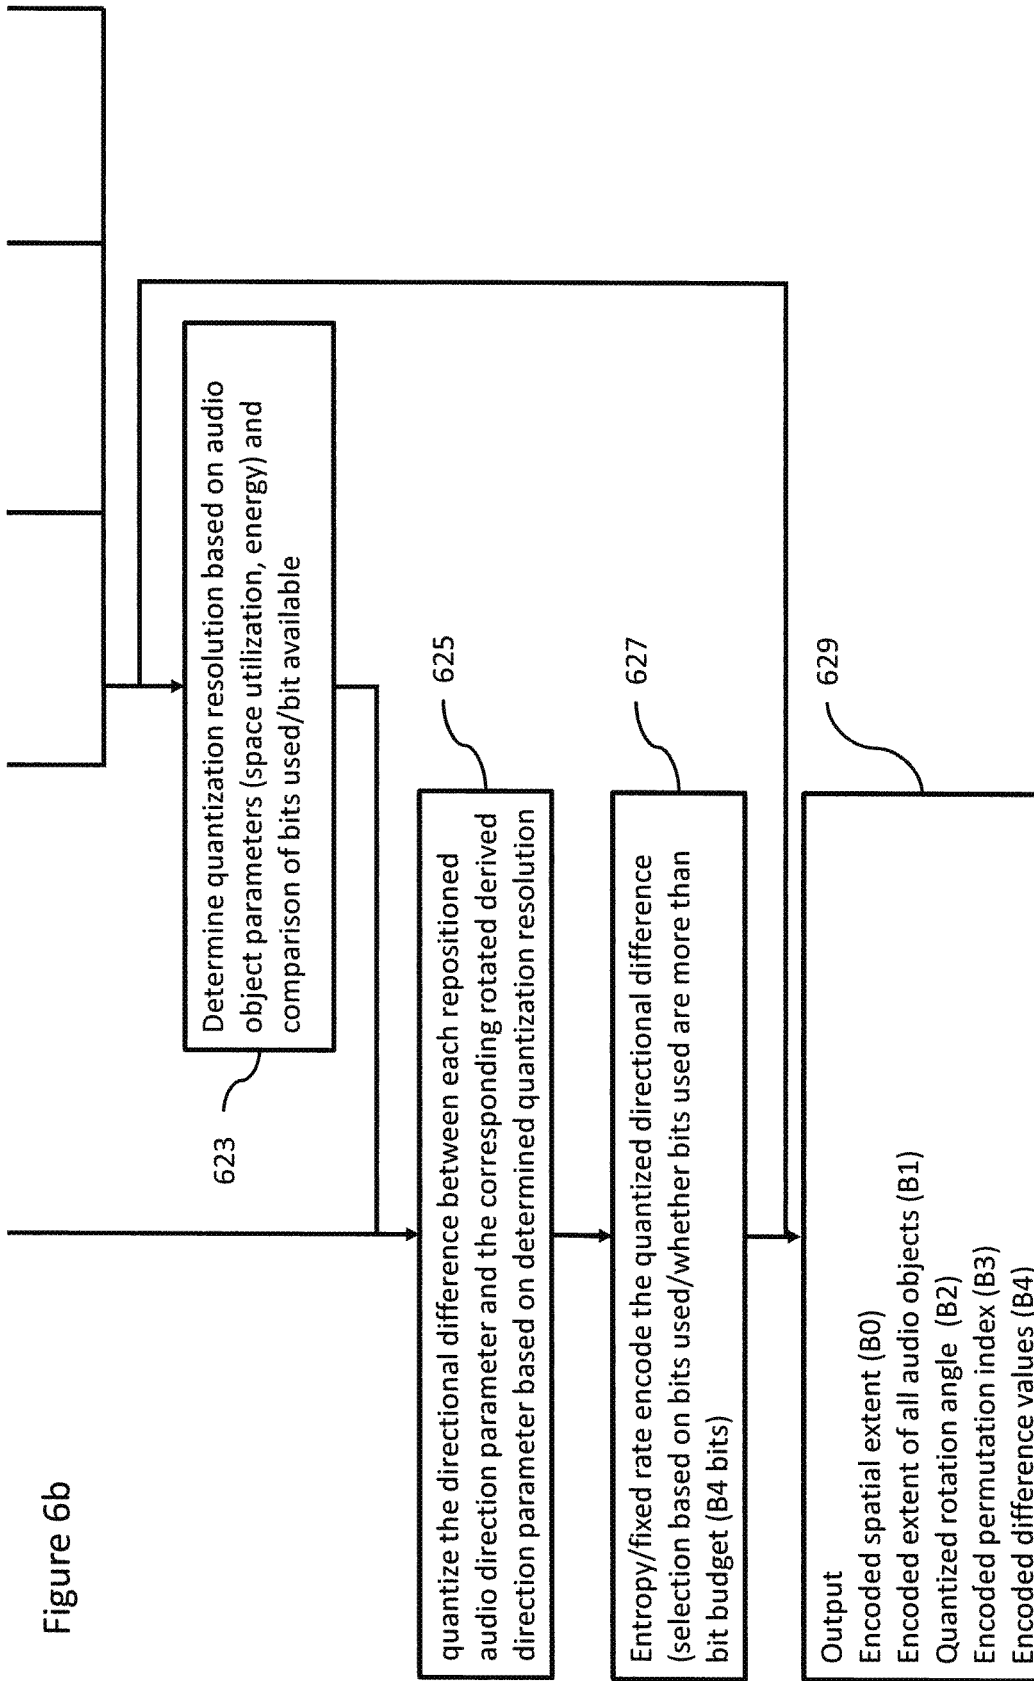 Figure 6b
Determine quantization resolution based on audio
object parameters (space utilization, energy) and
comparison of bits used/bit available
623
quantize the directional difference between each repositioned
audio direction parameter and the corresponding rotated derived
direction parameter based on determined quantization resolution
625
Entropy/fixed rate encode the quantized directional difference
(selection based on bits used/whether bits used are more than
bit budget (B4 bits)
627
Output
Encoded spatial extent (B0)
Encoded extent of all audio objects (B1)
Quantized rotation angle (B2)
Encoded permutation index (B3)
Encoded difference values (B4)
629